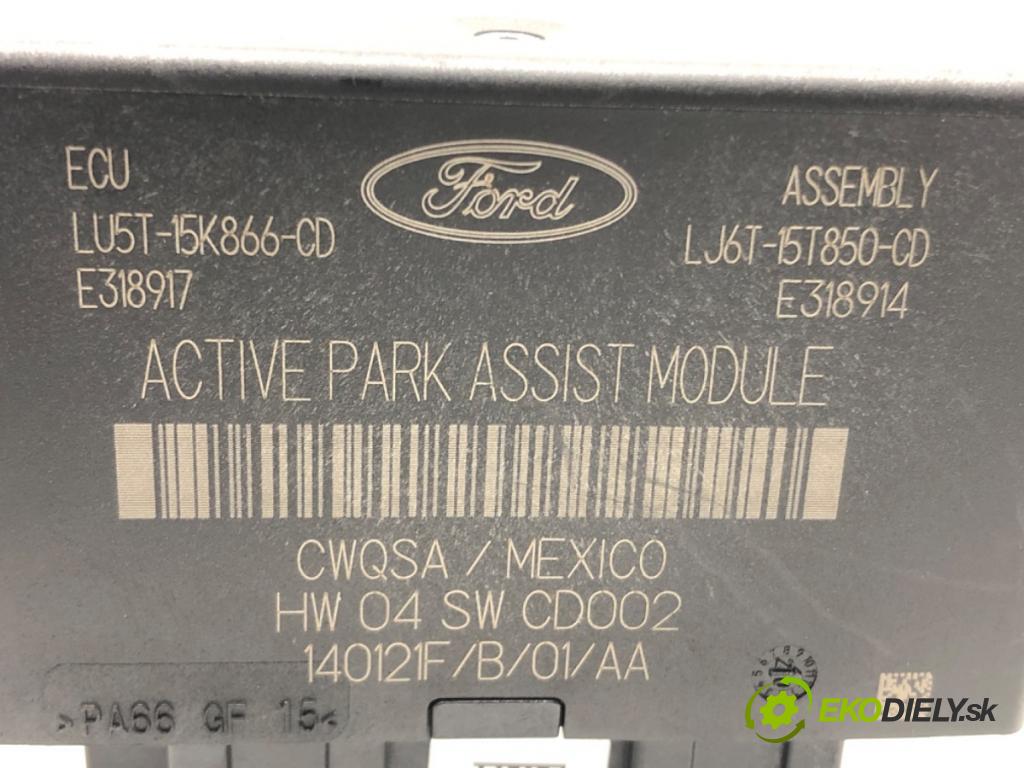 Ford
ECU
LU5T-15K866-CD
E318917
ASSEMBLY
LJ6T-15T850-CD
E318914
ACTIVE PARK ASSIST MODULE
CWQSA / MEXICO
HW 04 SW CD002
140121F/B/01/AA
>PA66 GF 15<
EKODIELY.sk